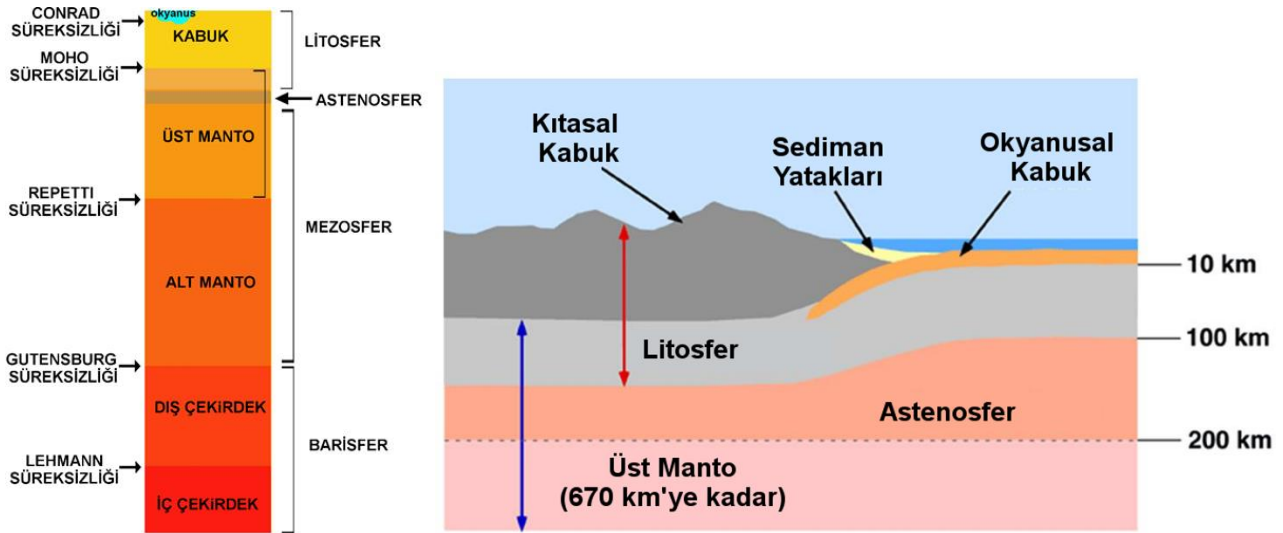 CONRAD
SÜREKSİZLİĞİ
okyanus
KABUK
LİTOSFER
MOHO
SÜREKSİZLİĞİ
ASTENOSFER
ÜST MANTO
REPETTI
SÜREKSİZLİĞİ
MEZOSFER
ALT MANTO
GUTENSBURG
SÜREKSİZLİĞİ
DIŞ ÇEKİRDEK
BARİSFER
LEHMANN
SÜREKSİZLİĞİ
İÇ ÇEKİRDEK
Kıtasal
Kabuk
Sediman
Yatakları
Okyanusal
Kabuk
10 km
Litosfer
100 km
Astenosfer
200 km
Üst Manto
(670 km'ye kadar)